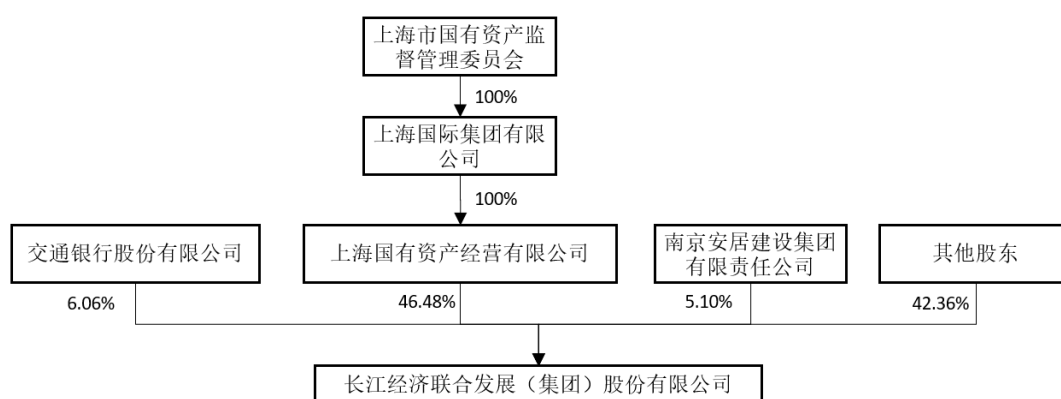 上海市国有资产监
督管理委员会
100%
上海国际集团有限
公司
100%
交通银行股份有限公司
上海国有资产经营有限公司
南京安居建设集团
有限责任公司
其他股东
6.06%
46.48%
5.10%
42.36%
长江经济联合发展（集团）股份有限公司